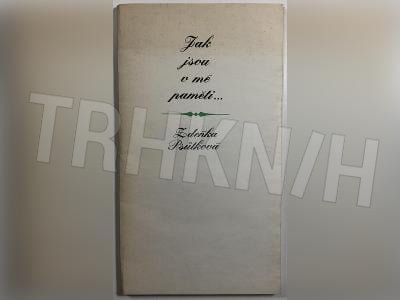 Jak
jsou
v mé
paměti...
Zdeňka
Psůtková
TRHKNIH